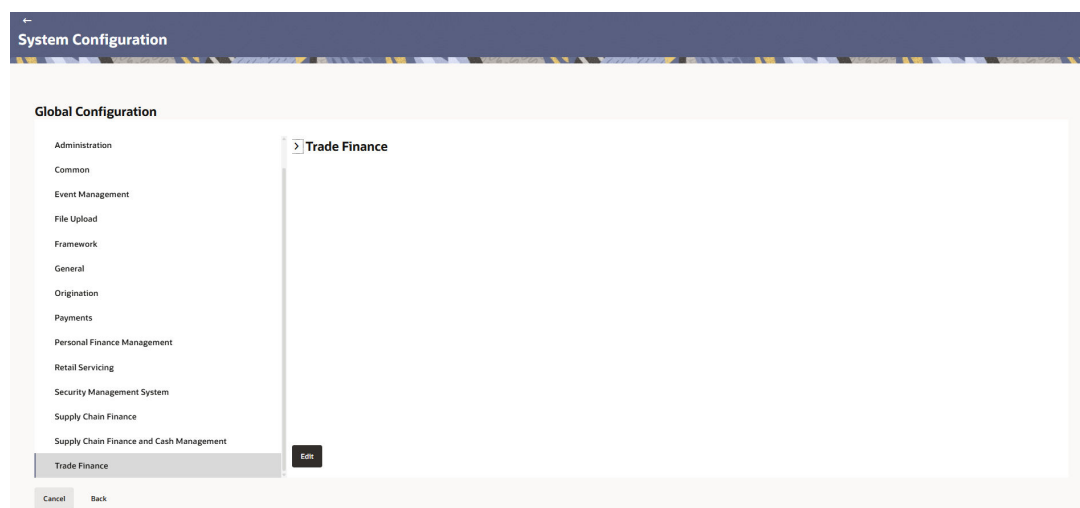 System Configuration
Global Configuration
Administration
Common
Event Management
File Upload
Framework
General
Origination
Payments
Personal Finance Management
Retail Servicing
Security Management System
Supply Chain Finance
Supply Chain Finance and Cash Management
Trade Finance
Trade Finance
Edit
Cancel Back